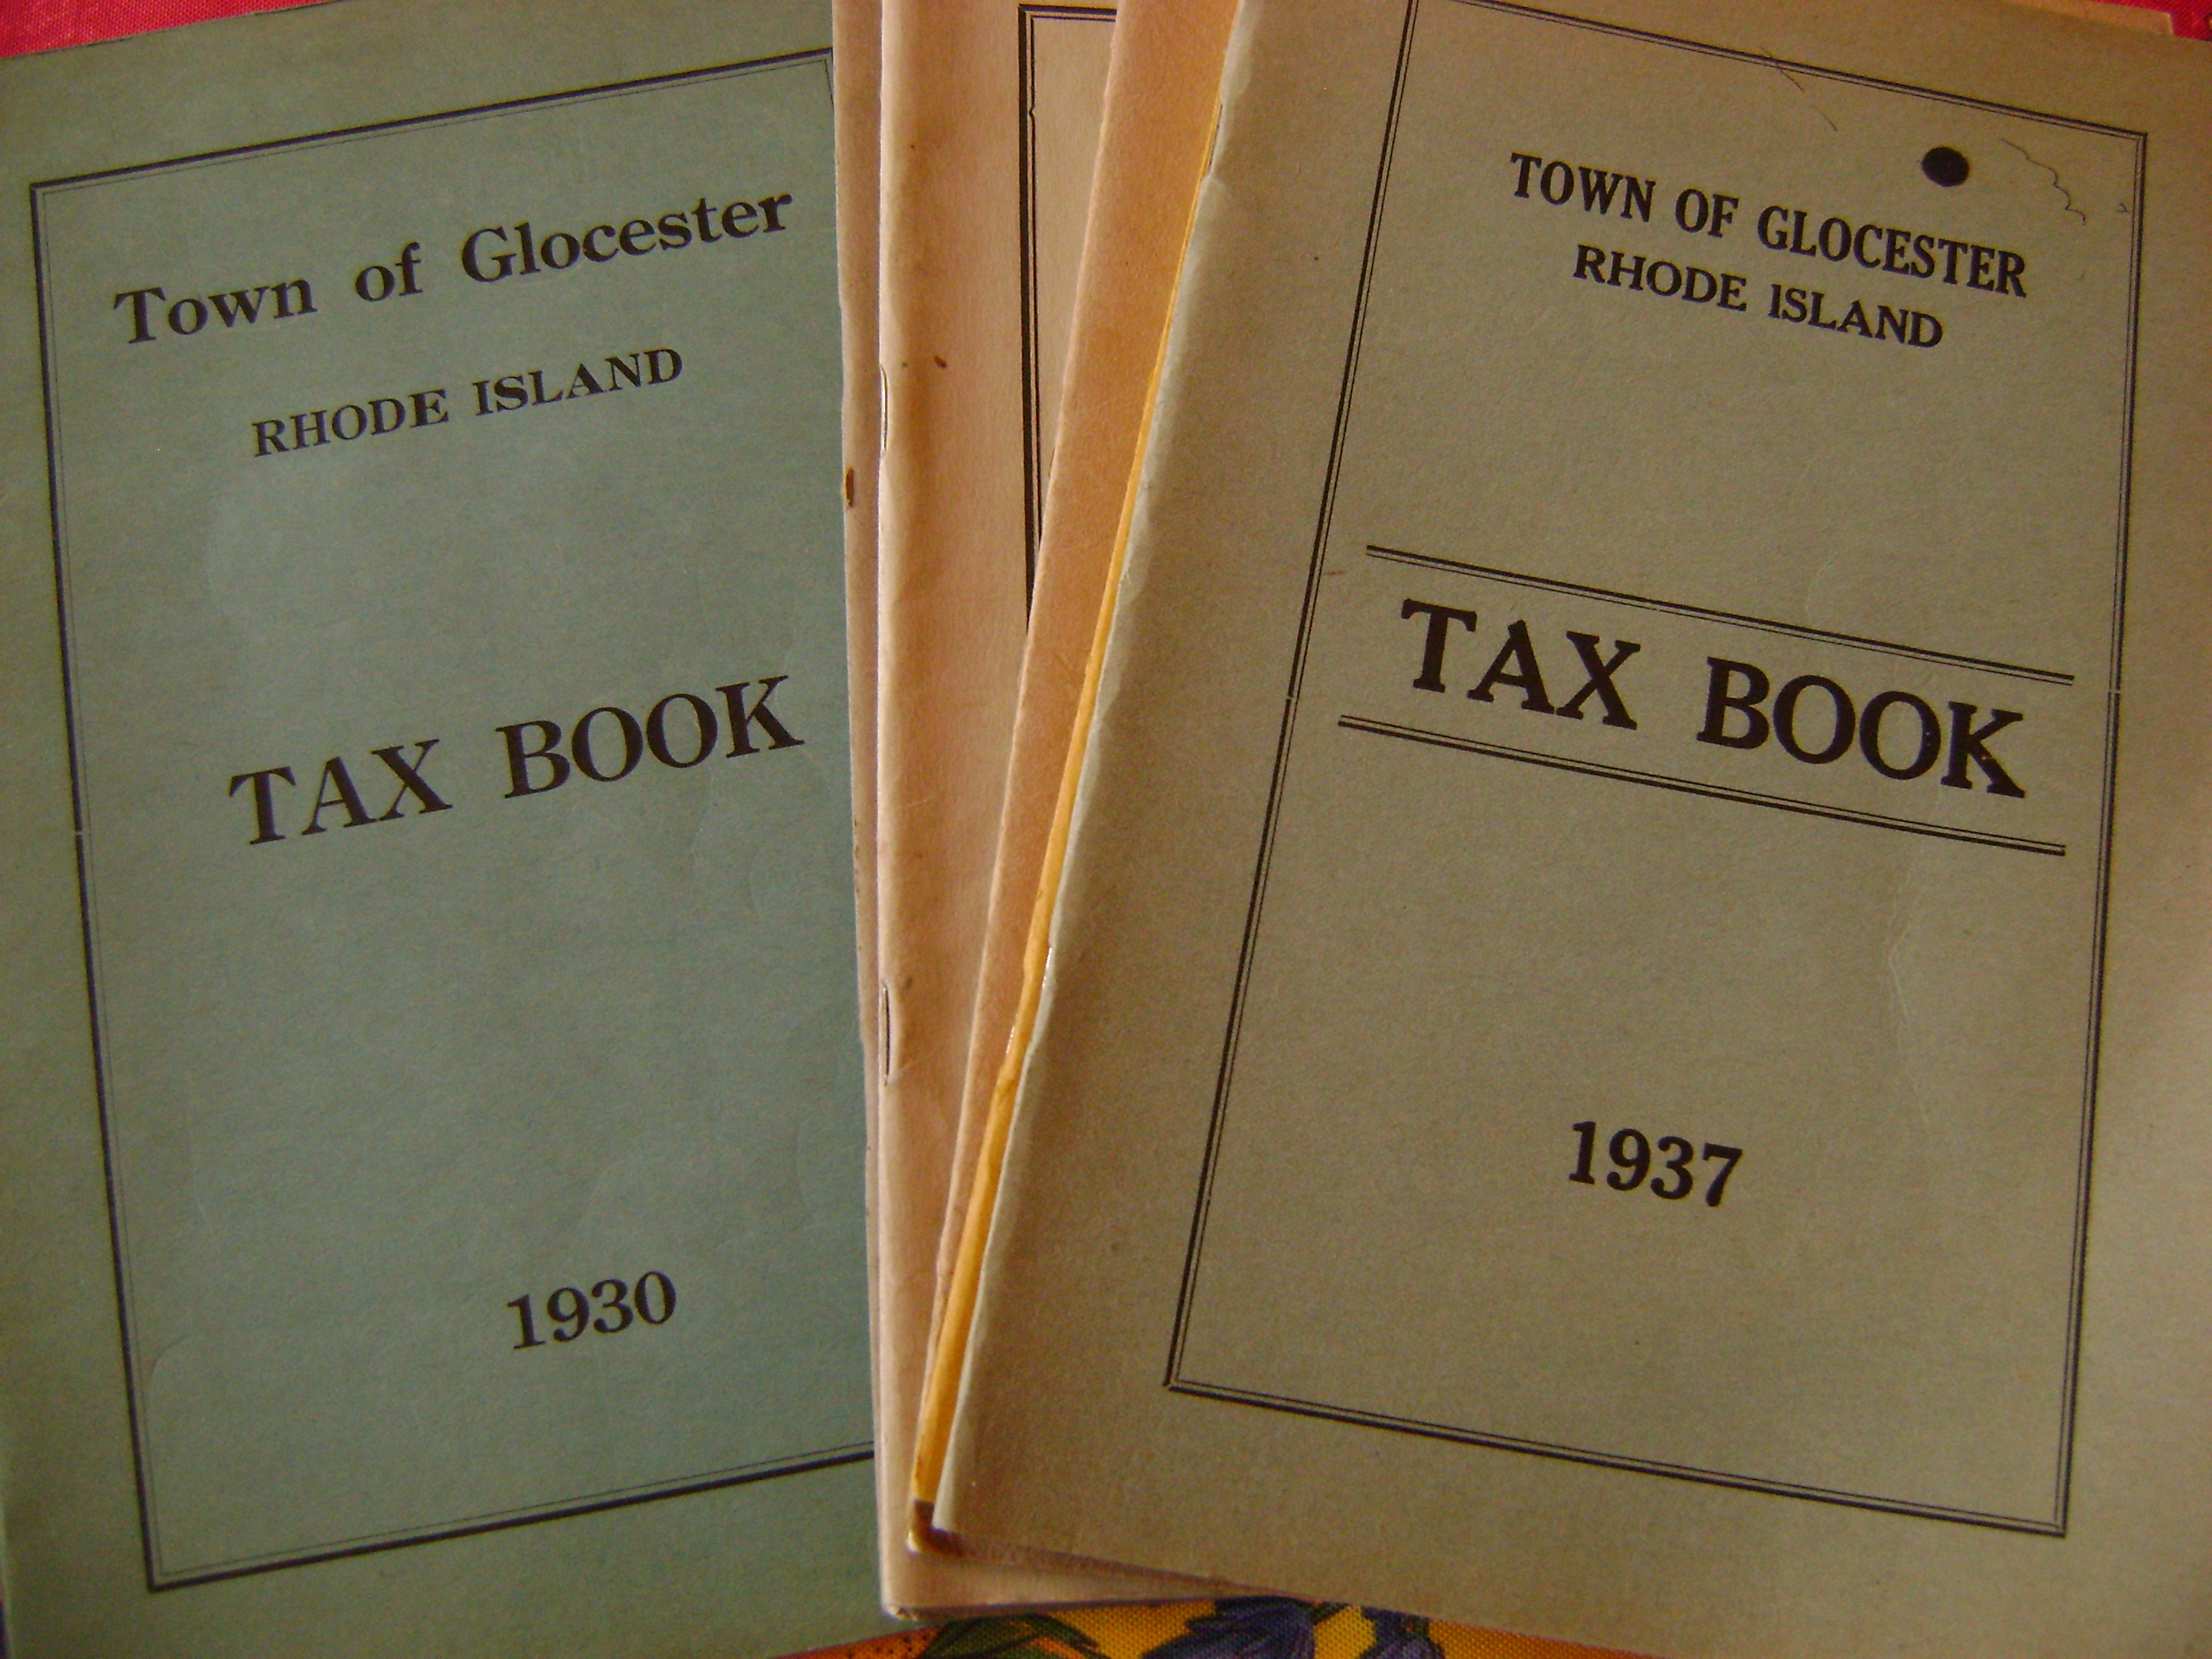 Town of Glocester
RHODE ISLAND
TAX BOOK
1930
TOWN OF GLOCESTER
RHODE ISLAND
TAX BOOK
1937